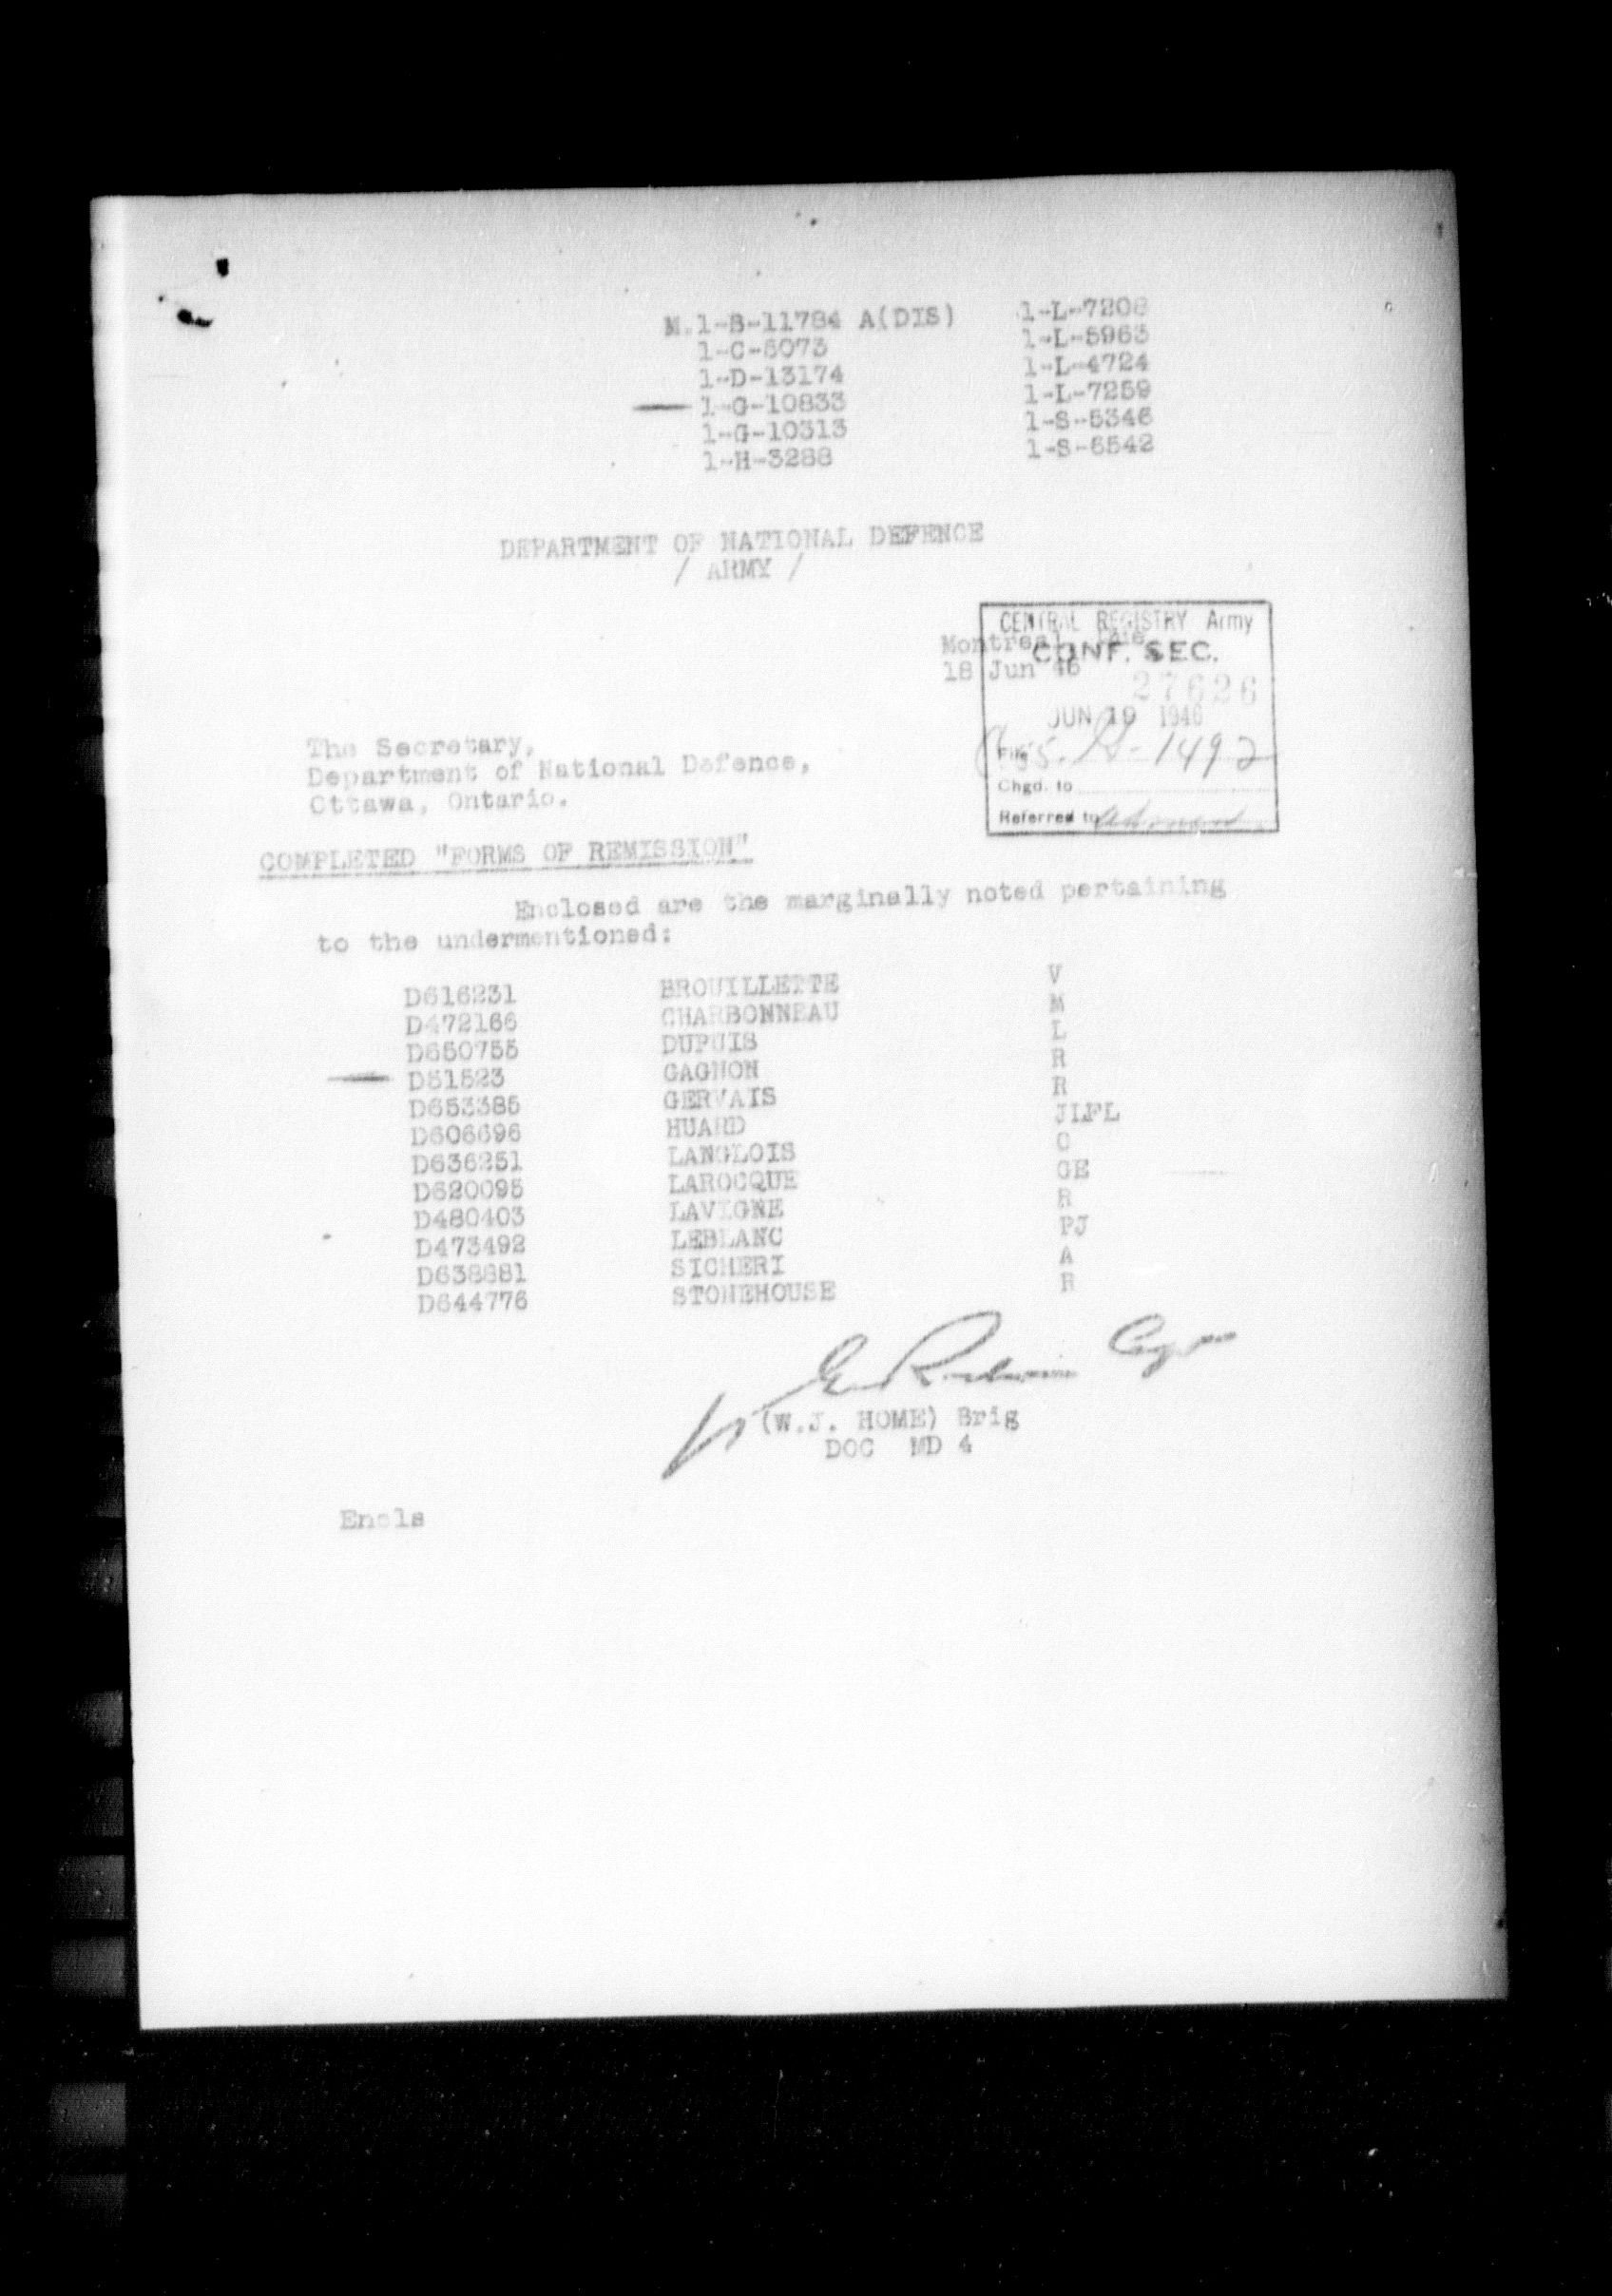 M.1-B-11784 A(DIS) 1-L-7208
1-C-5073 1-L-5963
1-D-13174 1-L-4724
1-G-10833 1-L-7259
1-G-10313 1-S-5346
1-H-3288 1-S-6542
DEPARTMENT OF NATIONAL DEFENCE
/ ARMY /
CENTRAL REGISTRY Army
Montreal
CONF. SEC.
18 Jun 46
27626
JUN 19 1946
File 1492
Chgd. to
Referred to
The Secretary,
Department of National Defence,
Ottawa, Ontario.
COMPLETED "FORMS OF REMISSION"
Enclosed are the marginally noted pertaining
to the undermentioned:
D616231 BROUILLETTE V
D472166 CHARBONNEAU M
D650755 DUPUIS L
D51523 GAGNON R
D653385 GERVAIS R
D606696 HUARD JLFL
D636251 LANGLOIS O
D620095 LAROCQUE GE
D480403 LAVIGNE R
D473492 LEBLANC PJ
D638881 SICHERI A
D644776 STONEHOUSE R
(W.J. HOME) Brig
DOC MD 4
Encls